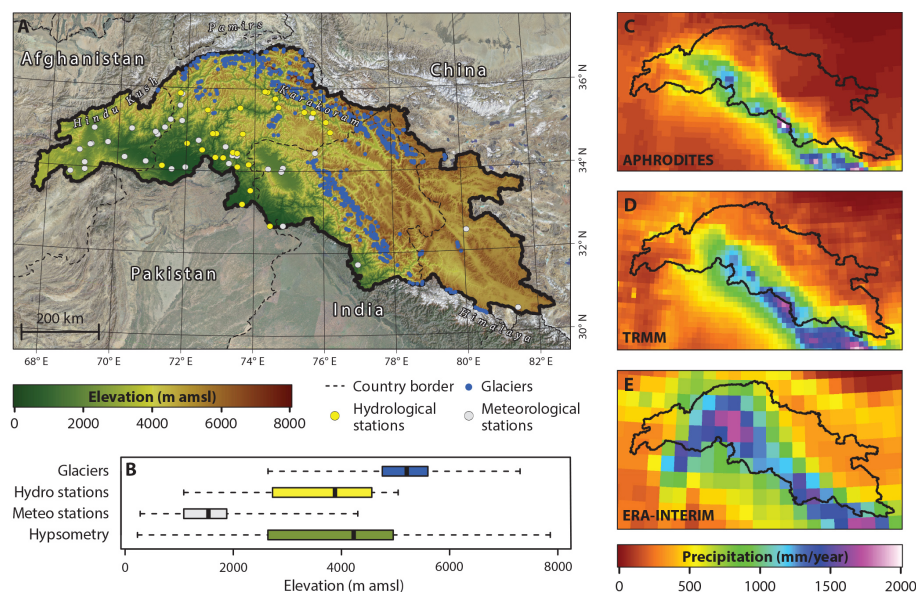 A
Pamirs
Afghanistan
China
Hindu Kush
Karakoram
Pakistan
India
Himalaya
200 km
36° N
34° N
32° N
30° N
68° E
70° E
72° E
74° E
76° E
78° E
80° E
82° E
Elevation (m amsl)
0
2000
4000
6000
8000
Country border
Glaciers
Hydrological
stations
Meteorological
stations
B
Glaciers
Hydro stations
Meteo stations
Hypsometry
0
2000
4000
6000
8000
Elevation (m amsl)
C
APHRODITES
D
TRMM
E
ERA-INTERIM
Precipitation (mm/year)
0
500
1000
1500
2000